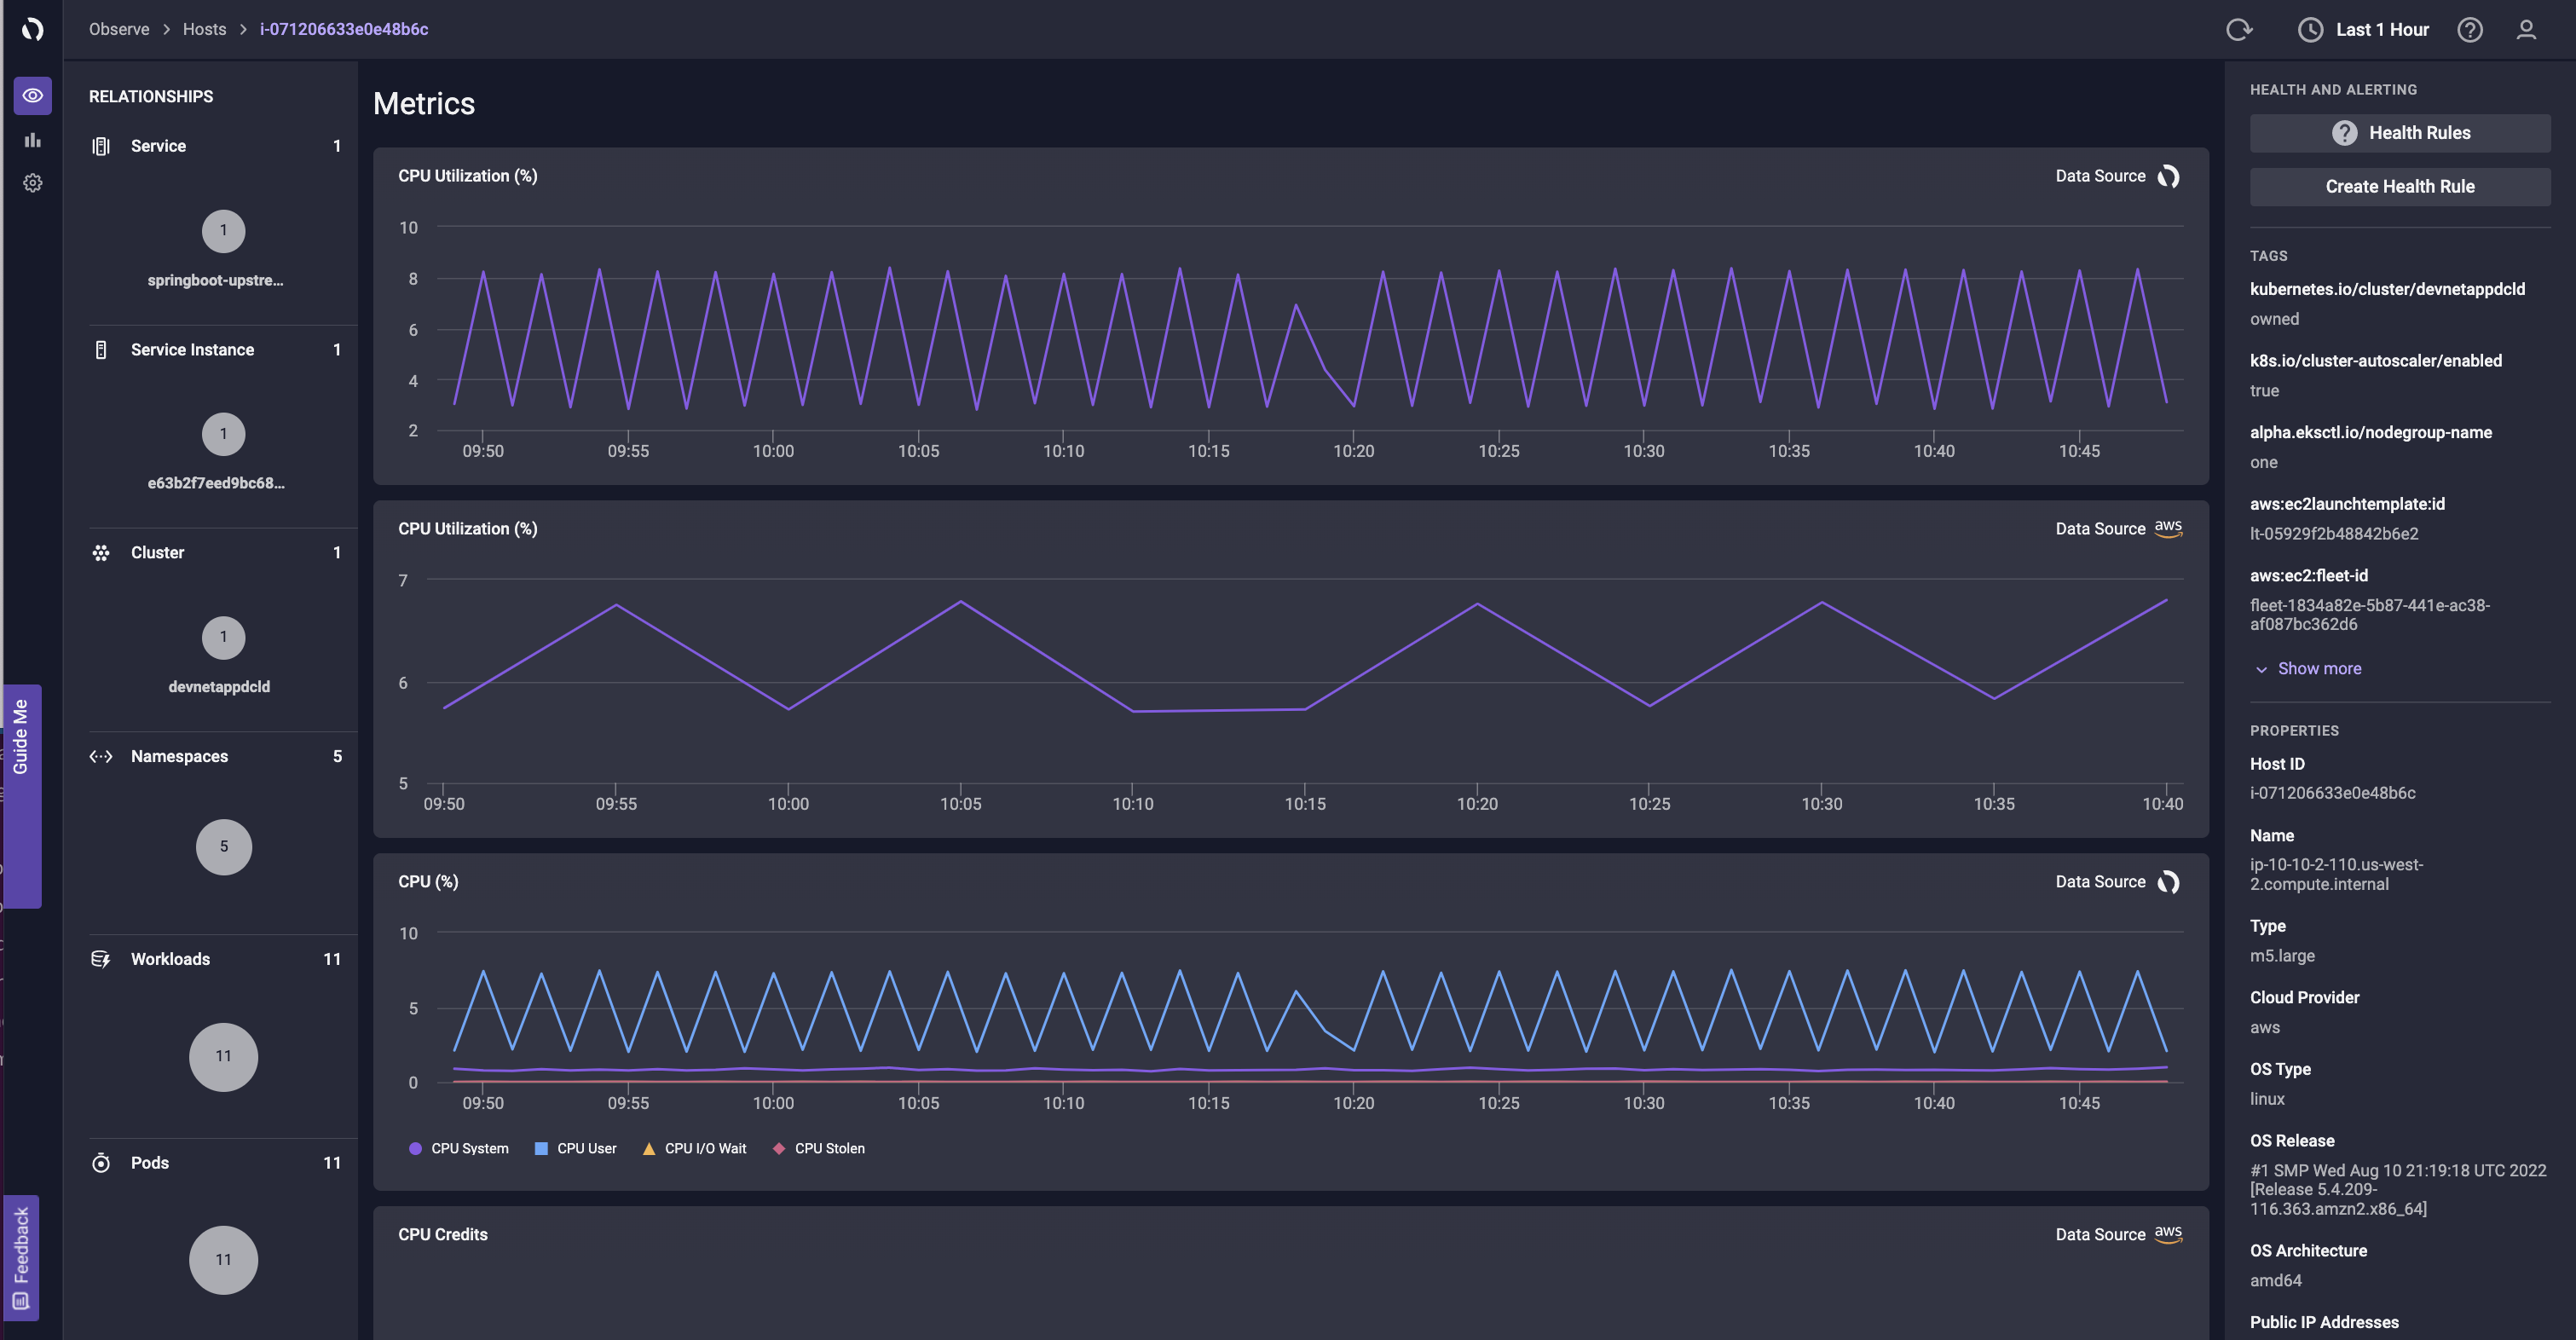 Observe > Hosts > i-071206633e0e48b6c
Last 1 Hour
Guide Me
Feedback
RELATIONSHIPS
Service 1
1
springboot-upstre...
Service Instance 1
1
e63b2f7eed9bc68...
Cluster 1
1
devnetappdcld
Namespaces 5
5
Workloads 11
11
Pods 11
11
Metrics
CPU Utilization (%) Data Source
10
8
6
4
2
09:50 09:55 10:00 10:05 10:10 10:15 10:20 10:25 10:30 10:35 10:40 10:45
CPU Utilization (%) Data Source aws
7
6
5
09:50 09:55 10:00 10:05 10:10 10:15 10:20 10:25 10:30 10:35 10:40
CPU (%) Data Source
10
5
0
09:50 09:55 10:00 10:05 10:10 10:15 10:20 10:25 10:30 10:35 10:40 10:45
CPU System CPU User CPU I/O Wait CPU Stolen
CPU Credits Data Source aws
HEALTH AND ALERTING
? Health Rules
Create Health Rule
TAGS
kubernetes.io/cluster/devnetappdcld
owned
k8s.io/cluster-autoscaler/enabled
true
alpha.eksctl.io/nodegroup-name
one
aws:ec2launchtemplate:id
lt-05929f2b48842b6e2
aws:ec2:fleet-id
fleet-1834a82e-5b87-441e-ac38-
af087bc362d6
Show more
PROPERTIES
Host ID
i-071206633e0e48b6c
Name
ip-10-10-2-110.us-west-
2.compute.internal
Type
m5.large
Cloud Provider
aws
OS Type
linux
OS Release
#1 SMP Wed Aug 10 21:19:18 UTC 2022
[Release 5.4.209-
116.363.amzn2.x86_64]
OS Architecture
amd64
Public IP Addresses